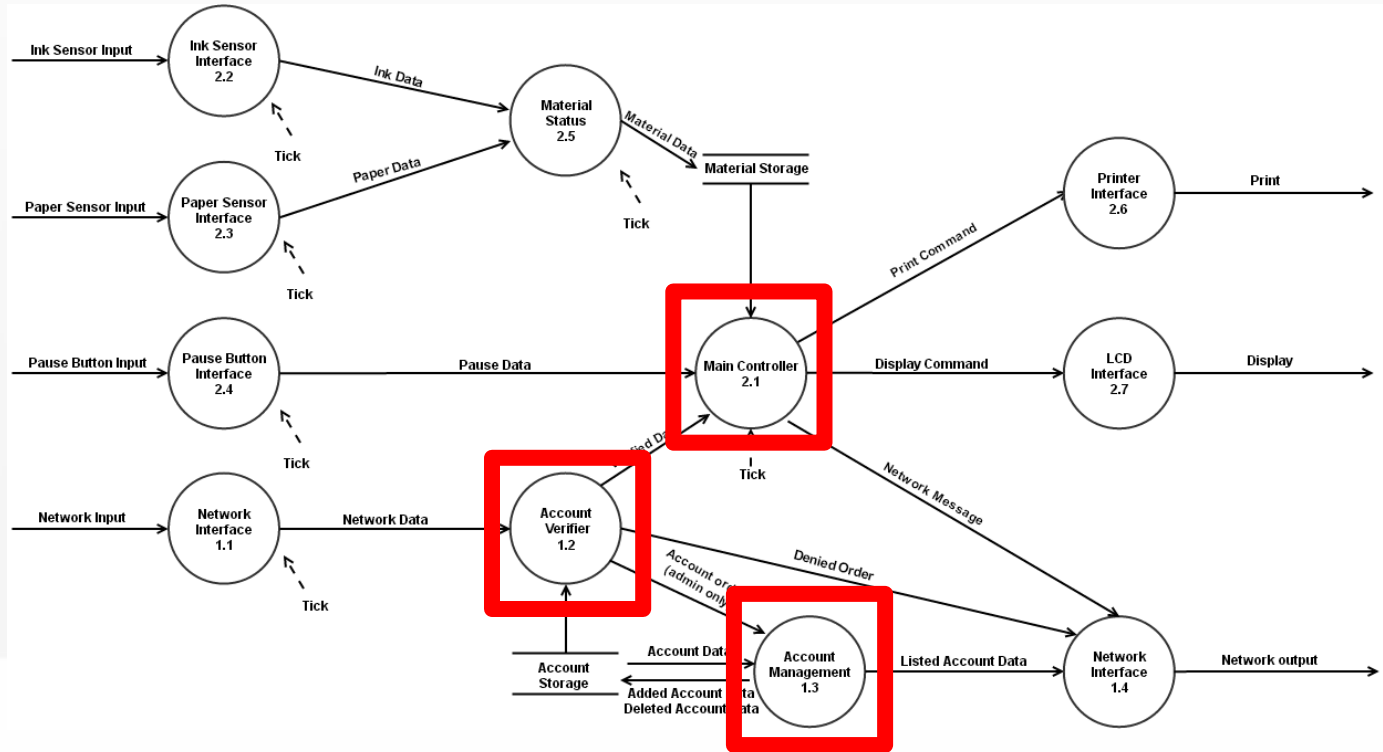 Ink Sensor Input
Ink Sensor
Interface
2.2
Ink Data
Tick
Material
Status
2.5
Material Data
Tick
Material Storage
Paper Sensor Input
Paper Sensor
Interface
2.3
Paper Data
Tick
Printer
Interface
2.6
Print
Print Command
Pause Button Input
Pause Button
Interface
2.4
Pause Data
Tick
Main Controller
2.1
Tick
Display Command
LCD
Interface
2.7
Display
Network Input
Network
Interface
1.1
Network Data
Tick
Account
Verifier
1.2
Network Message
Denied Order
Account
(admin only
Account
Storage
Account Data
Added Account Data
Deleted Account Data
Account
Management
1.3
Listed Account Data
Network
Interface
1.4
Network output